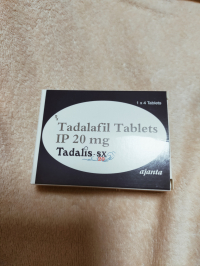 1 x 4 Tablets
Tadalafil Tablets
IP 20 mg
Tadalis-sx
ajanta